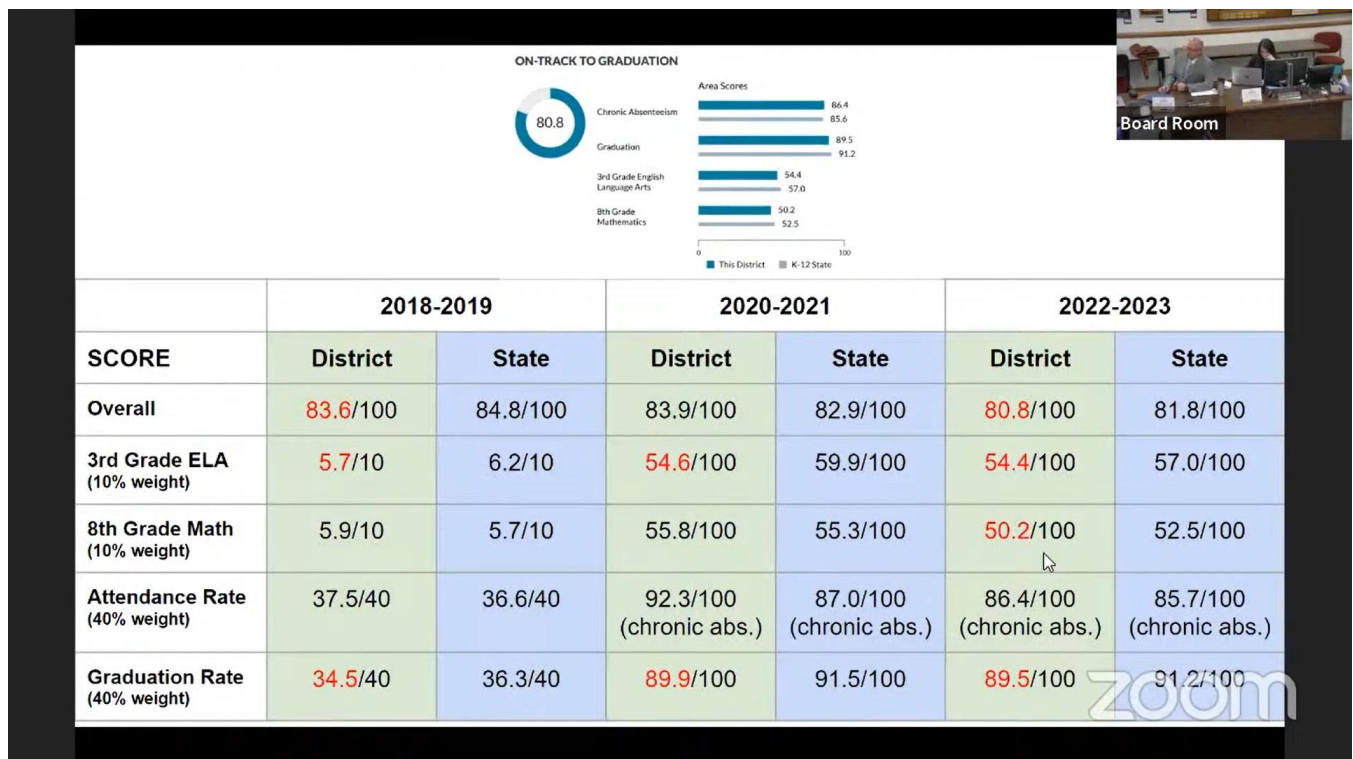 ON-TRACK TO GRADUATION
80.8
Area Scores
Chronic Absenteeism
86.4
85.6
Graduation
89.5
91.2
3rd Grade English
Language Arts
54.4
57.0
8th Grade
Mathematics
50.2
52.5
0 100
This District K-12 State
Board Room
2018-2019 2020-2021 2022-2023
SCORE District State District State District State
Overall 83.6/100 84.8/100 83.9/100 82.9/100 80.8/100 81.8/100
3rd Grade ELA 5.7/10 6.2/10 54.6/100 59.9/100 54.4/100 57.0/100
(10% weight)
8th Grade Math 5.9/10 5.7/10 55.8/100 55.3/100 50.2/100 52.5/100
(10% weight)
Attendance Rate 37.5/40 36.6/40 92.3/100 87.0/100 86.4/100 85.7/100
(40% weight) (chronic abs.) (chronic abs.) (chronic abs.) (chronic abs.)
Graduation Rate 34.5/40 36.3/40 89.9/100 91.5/100 89.5/100 91.2/100
(40% weight)
zoom